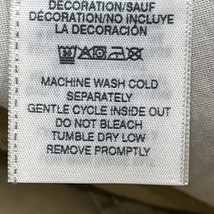 DECORATION/SAUF
DÉCORATION/NO INCLUYE
LA DECORACIÓN
MACHINE WASH COLD
SEPARATELY
GENTLE CYCLE INSIDE OUT
DO NOT BLEACH
TUMBLE DRY LOW
REMOVE PROMPTLY